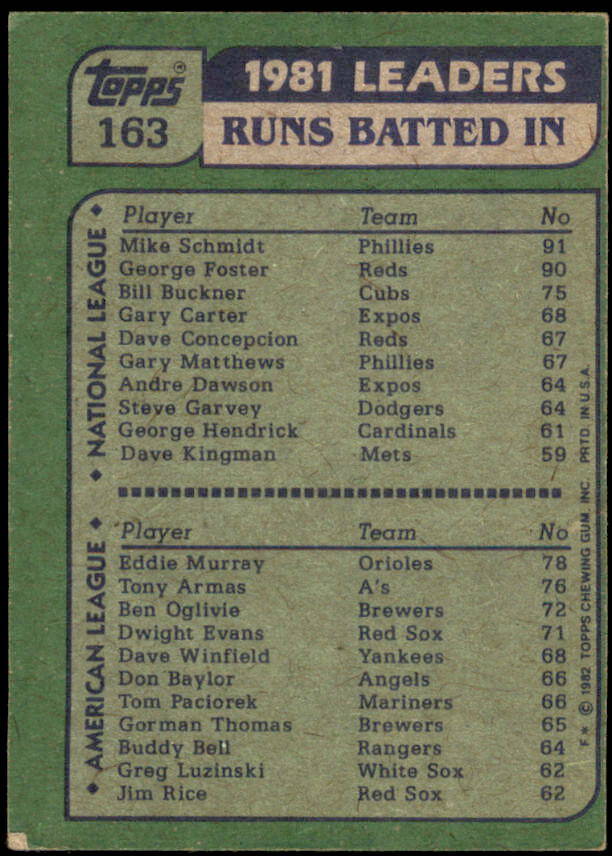 Topps®
163
1981 LEADERS
RUNS BATTED IN
♦ NATIONAL LEAGUE ♦
Player Team No
Mike Schmidt Phillies 91
George Foster Reds 90
Bill Buckner Cubs 75
Gary Carter Expos 68
Dave Concepcion Reds 67
Gary Matthews Phillies 67
Andre Dawson Expos 64
Steve Garvey Dodgers 64
George Hendrick Cardinals 61
Dave Kingman Mets 59
♦ AMERICAN LEAGUE ♦
Player Team No
Eddie Murray Orioles 78
Tony Armas A's 76
Ben Oglivie Brewers 72
Dwight Evans Red Sox 71
Dave Winfield Yankees 68
Don Baylor Angels 66
Tom Paciorek Mariners 66
Gorman Thomas Brewers 65
Buddy Bell Rangers 64
Greg Luzinski White Sox 62
Jim Rice Red Sox 62
F* © 1982 TOPPS CHEWING GUM, INC. PRTD. IN U.S.A.